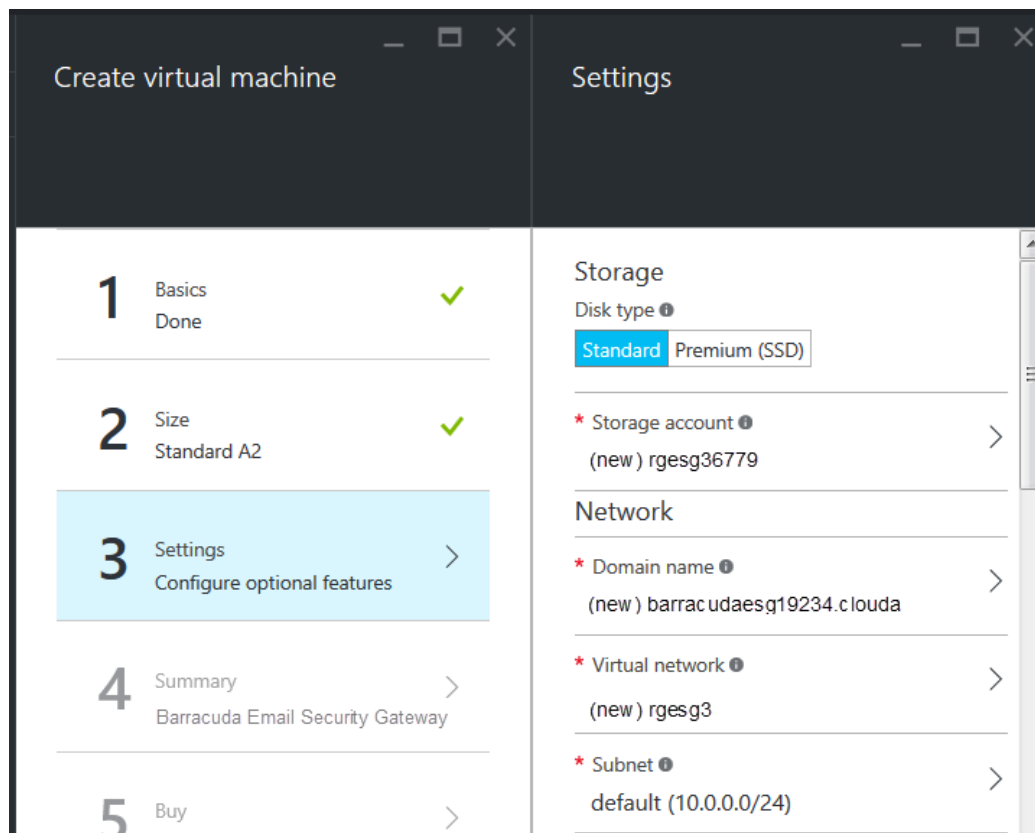 Create virtual machine
1
Basics
Done
2
Size
Standard A2
3
Settings
Configure optional features
4
Summary
Barracuda Email Security Gateway
5
Buy
Settings
Storage
Disk type
Standard
Premium (SSD)
* Storage account
(new) rgesg36779
Network
* Domain name
(new) barracudaesg19234.clouda
* Virtual network
(new) rgesg3
* Subnet
default (10.0.0.0/24)